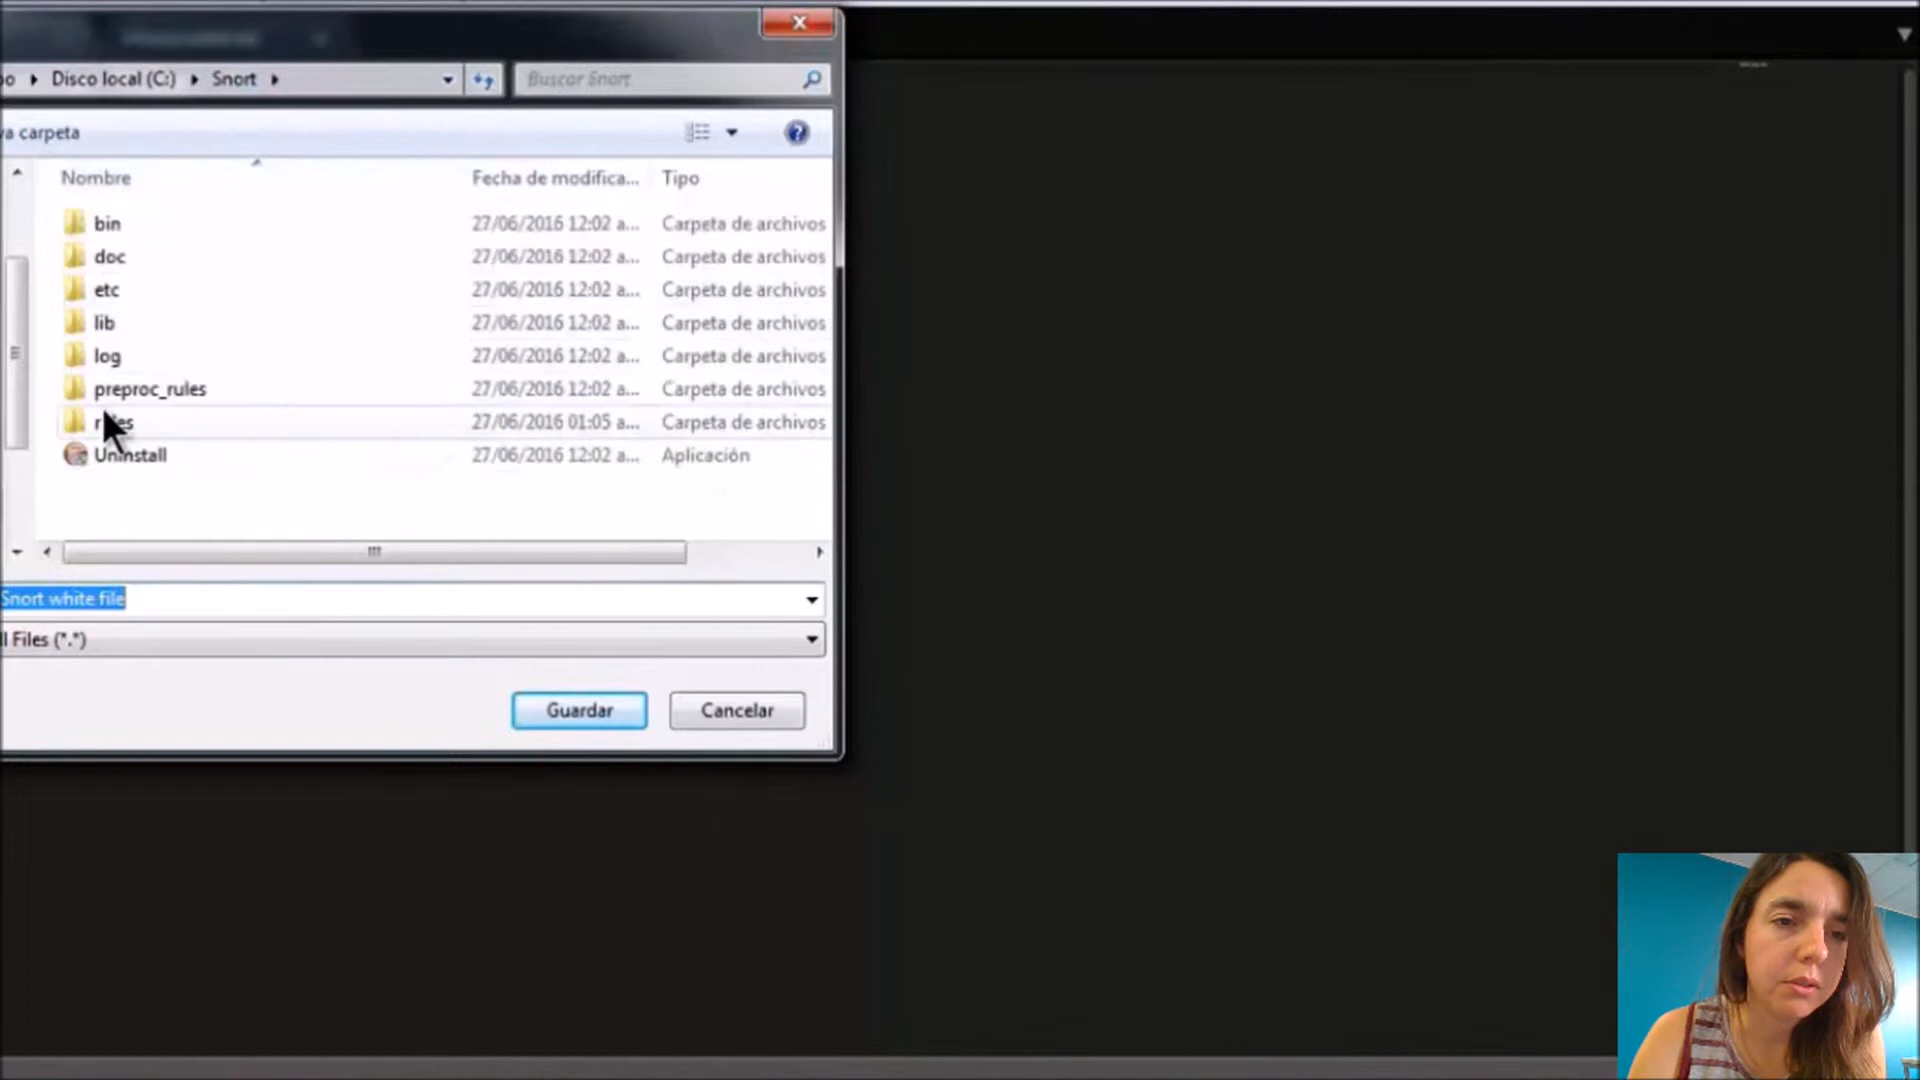 oo ▸ Disco local (C:) ▸ Snort ▸ Buscar Snort
va carpeta
Nombre Fecha de modifica... Tipo
bin 27/06/2016 12:02 a... Carpeta de archivos
doc 27/06/2016 12:02 a... Carpeta de archivos
etc 27/06/2016 12:02 a... Carpeta de archivos
lib 27/06/2016 12:02 a... Carpeta de archivos
log 27/06/2016 12:02 a... Carpeta de archivos
preproc_rules 27/06/2016 12:02 a... Carpeta de archivos
27/06/2016 01:05 a... Carpeta de archivos
Uninstall 27/06/2016 12:02 a... Aplicación
Snort white file
ll Files (*.*)
Guardar Cancelar